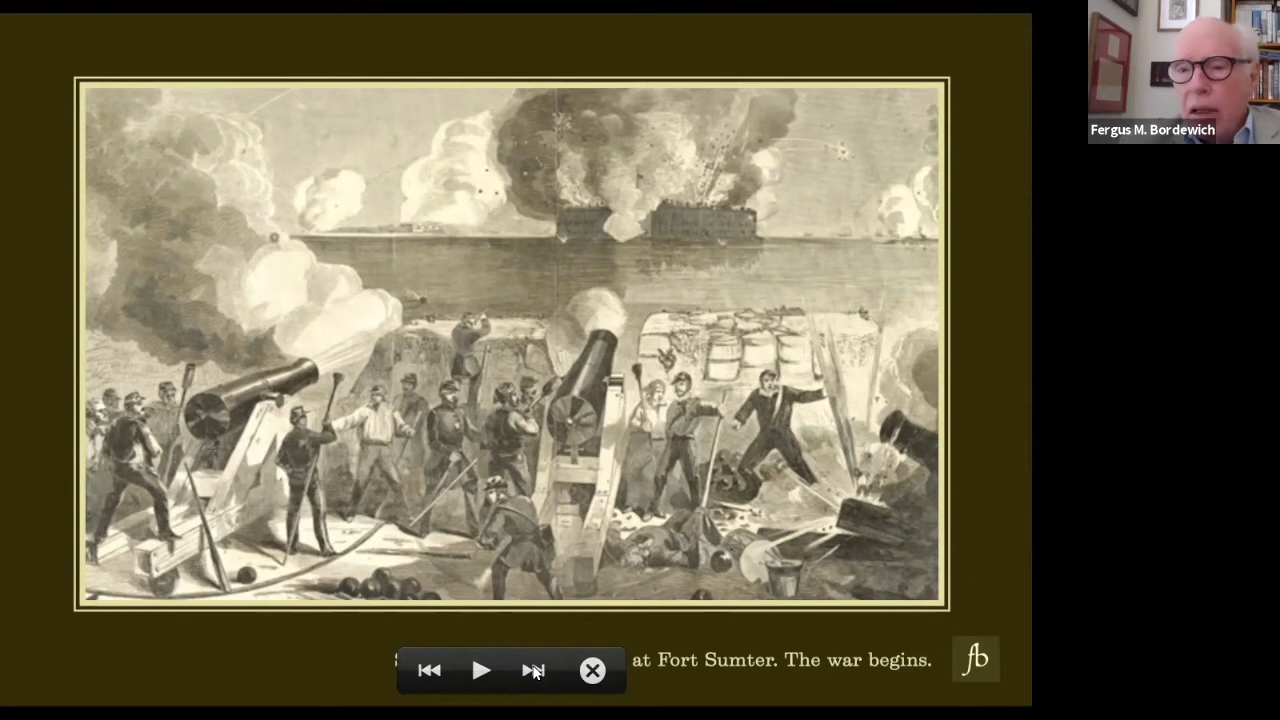 Fergus M. Bordewich
at Fort Sumter. The war begins.
fb